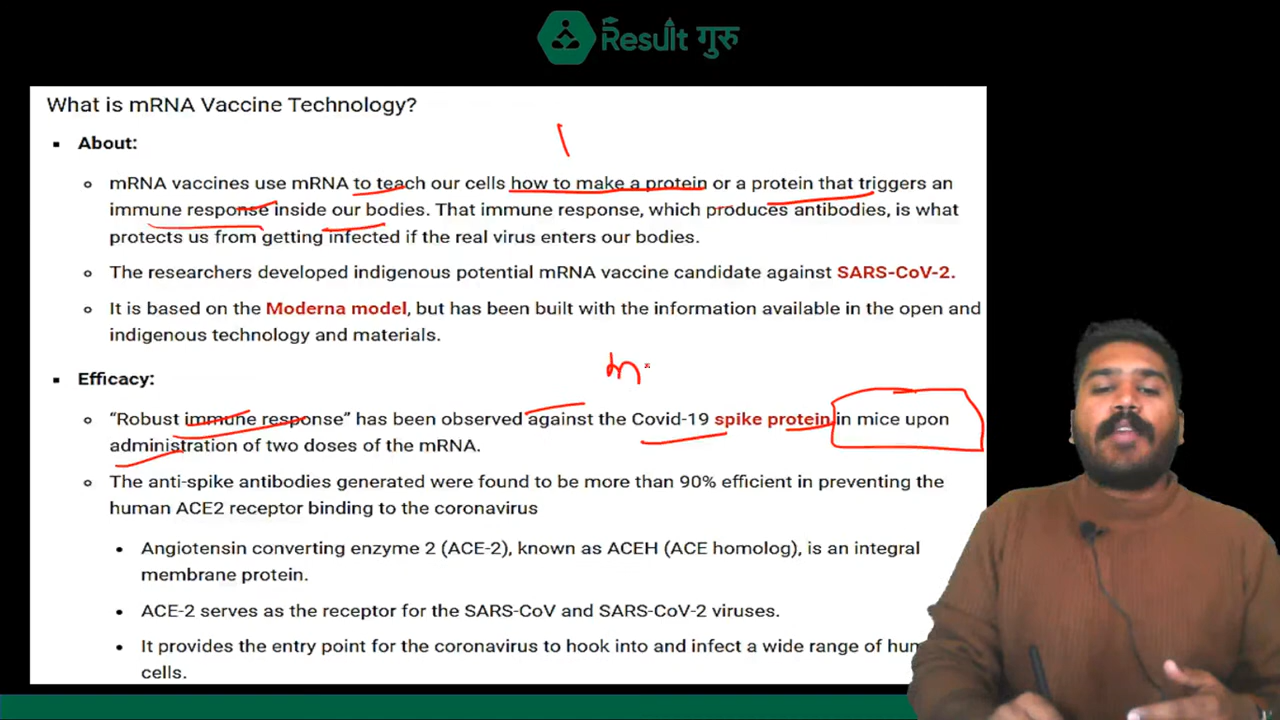 Result गुरु
What is mRNA Vaccine Technology?
▪ About:
o mRNA vaccines use mRNA to teach our cells how to make a protein or a protein that triggers an
immune response inside our bodies. That immune response, which produces antibodies, is what
protects us from getting infected if the real virus enters our bodies.
o The researchers developed indigenous potential mRNA vaccine candidate against SARS-CoV-2.
o It is based on the Moderna model, but has been built with the information available in the open and
indigenous technology and materials.
▪ Efficacy:
o “Robust immune response” has been observed against the Covid-19 spike protein in mice upon
administration of two doses of the mRNA.
o The anti-spike antibodies generated were found to be more than 90% efficient in preventing the
human ACE2 receptor binding to the coronavirus
• Angiotensin converting enzyme 2 (ACE-2), known as ACEH (ACE homolog), is an integral
membrane protein.
• ACE-2 serves as the receptor for the SARS-CoV and SARS-CoV-2 viruses.
• It provides the entry point for the coronavirus to hook into and infect a wide range of
cells.